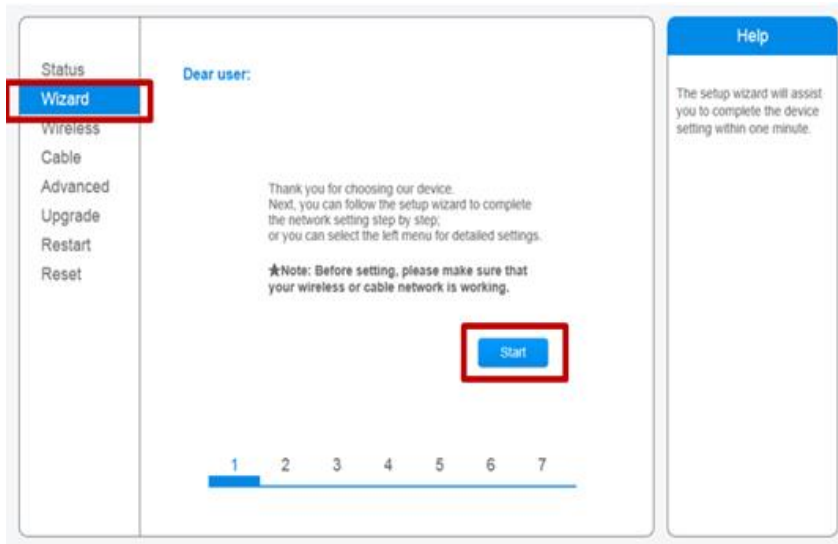 Status
Wizard
Wireless
Cable
Advanced
Upgrade
Restart
Reset
Dear user:
Thank you for choosing our device.
Next, you can follow the setup wizard to complete
the network setting step by step;
or you can select the left menu for detailed settings.
★Note: Before setting, please make sure that
your wireless or cable network is working.
Start
1 2 3 4 5 6 7
Help
The setup wizard will assist
you to complete the device
setting within one minute.